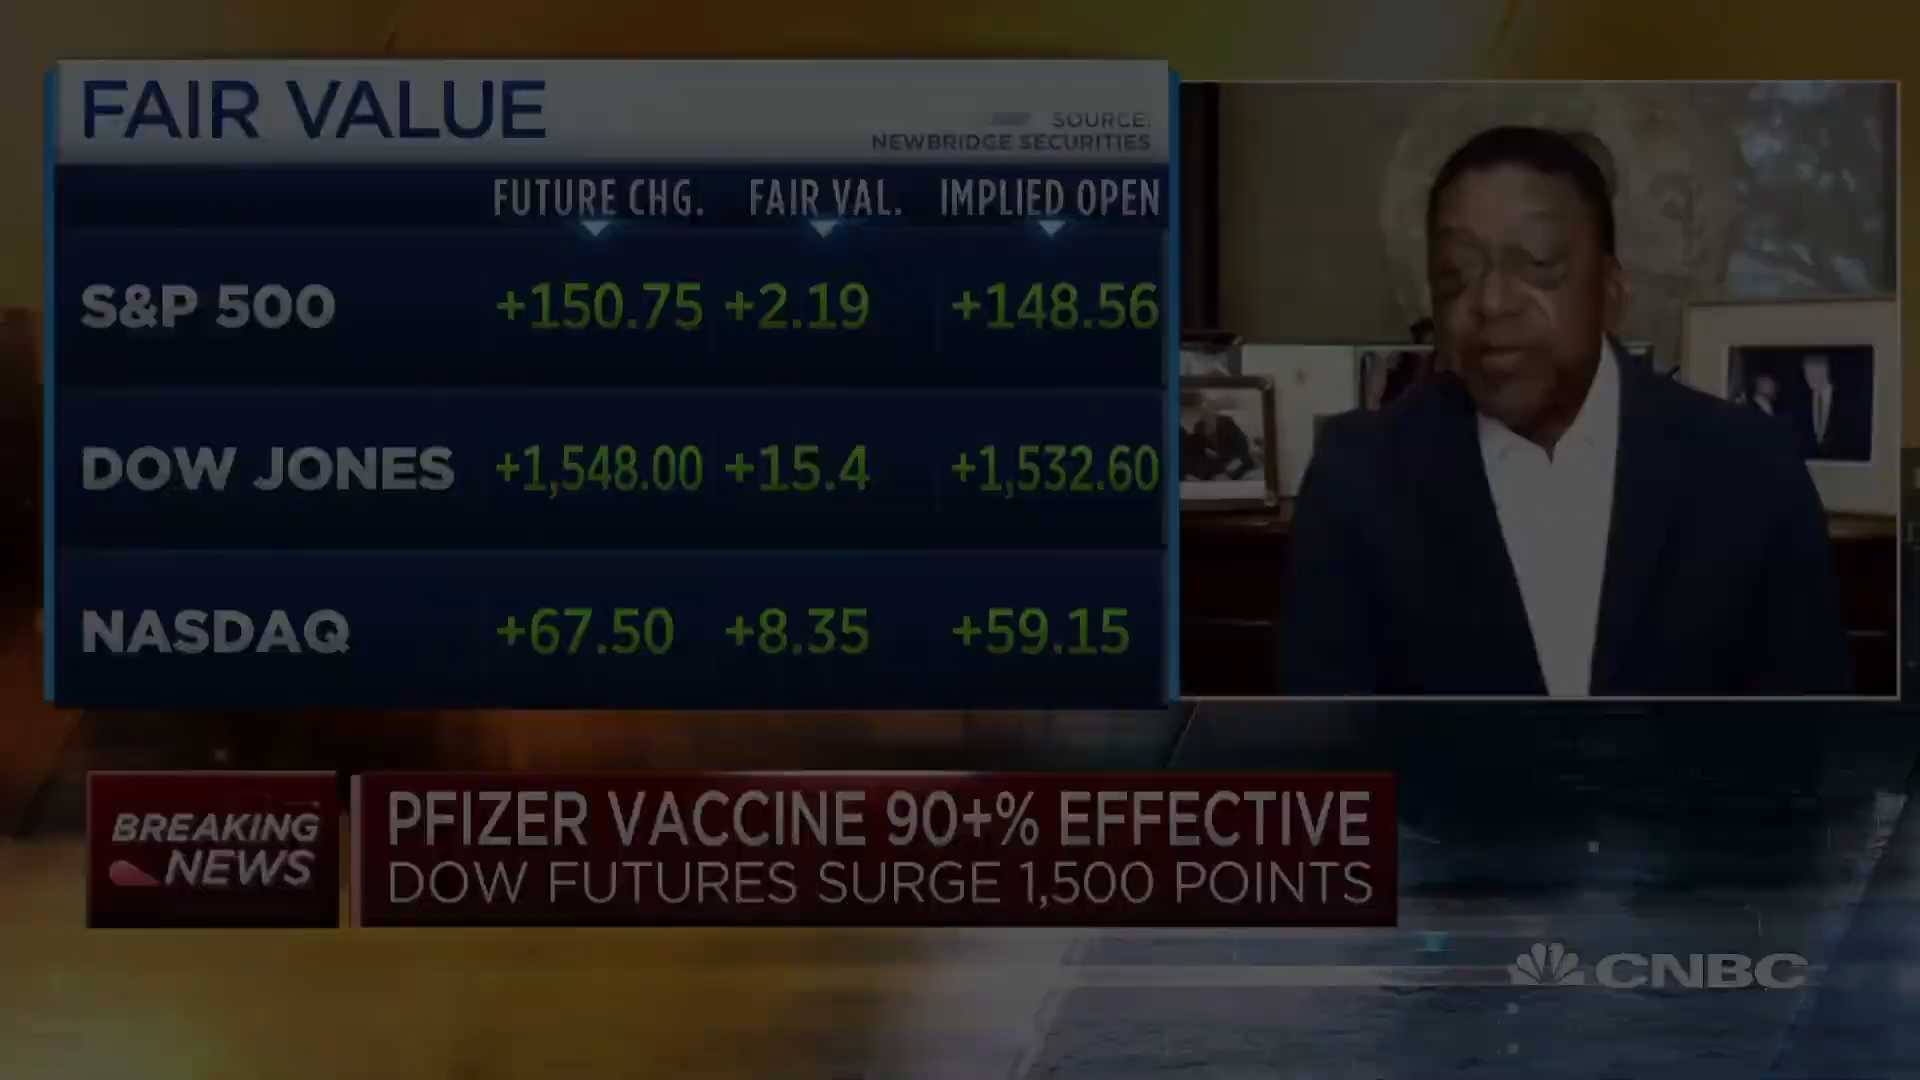 FAIR VALUE
SOURCE:
NEWBRIDGE SECURITIES
FUTURE CHG. FAIR VAL. IMPLIED OPEN
S&P 500 +150.75 +2.19 +148.56
DOW JONES +1,548.00 +15.4 +1,532.60
NASDAQ +67.50 +8.35 +59.15
BREAKING
NEWS
PFIZER VACCINE 90+% EFFECTIVE
DOW FUTURES SURGE 1,500 POINTS
CNBC